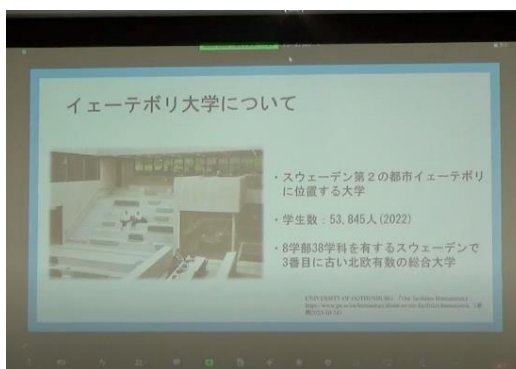 イェーテボリ大学について
・スウェーデン第２の都市イェーテボリ
に位置する大学
・学生数：53,845人(2022)
・8学部38学科を有するスウェーデンで
3番目に古い北欧有数の総合大学
UNIVERSITY OF GOTHENBURG